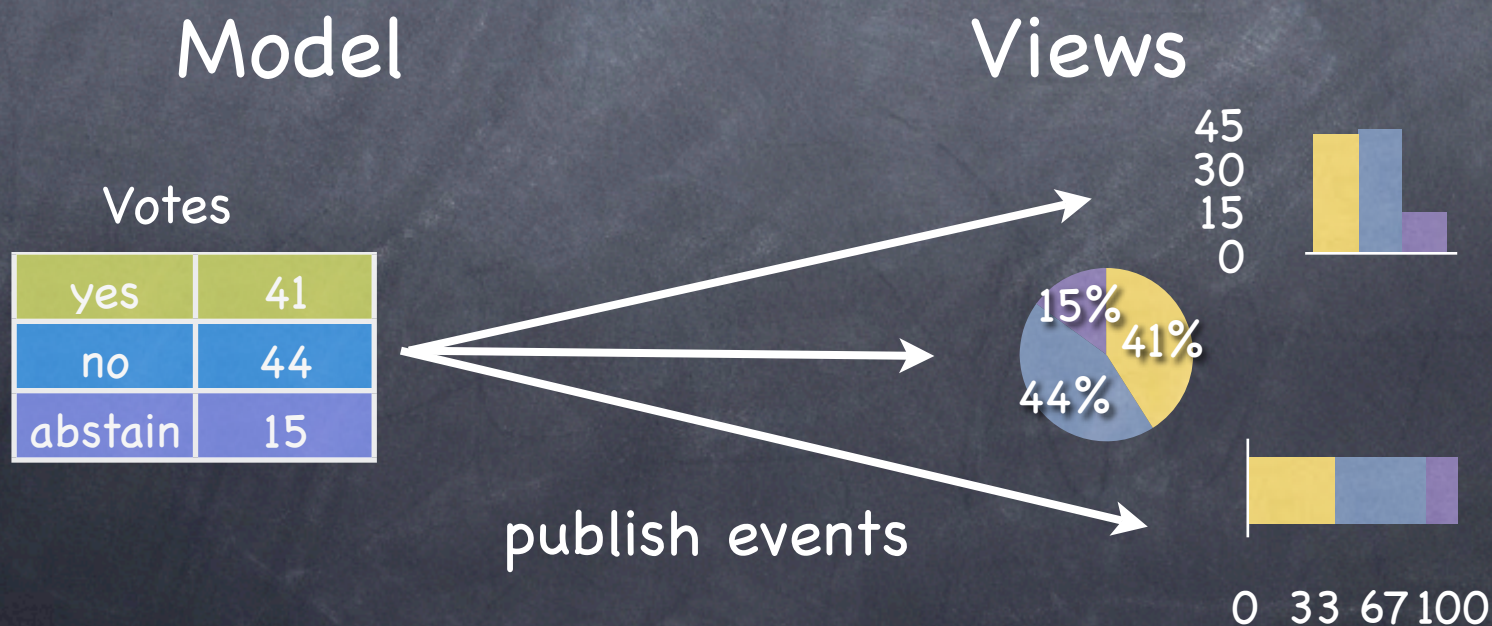 Model
Views
Votes
yes 41
no 44
abstain 15
45
30
15
0
15%
41%
44%
publish events
0 33 67 100